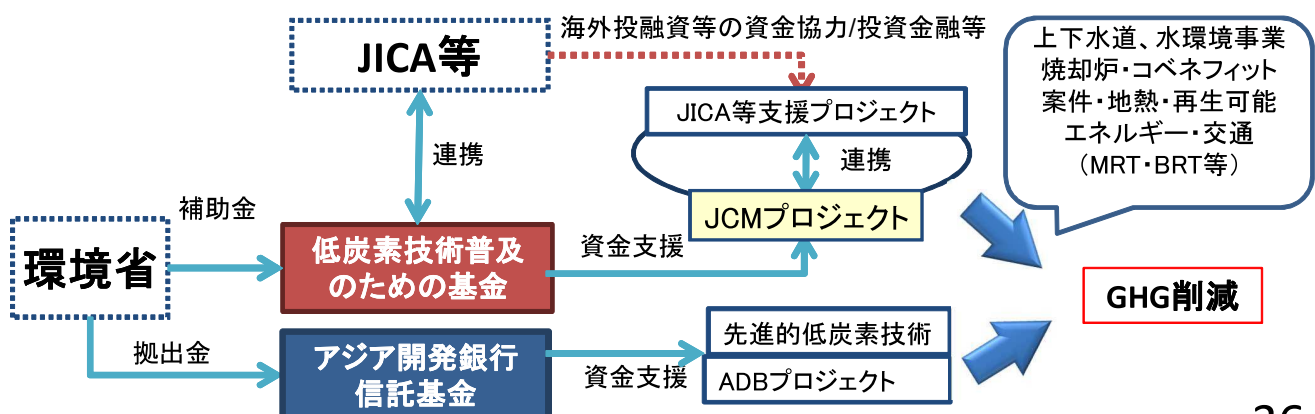 海外投融資等の資金協力/投資金融等
JICA等
上下水道、水環境事業
焼却炉・コベネフィット
案件・地熱・再生可能
エネルギー・交通
(MRT・BRT等)
JICA等支援プロジェクト
連携
連携
補助金
JCMプロジェクト
環境省
低炭素技術普及
のための基金
資金支援
GHG削減
拠出金
アジア開発銀行
信託基金
資金支援
先進的低炭素技術
ADBプロジェクト